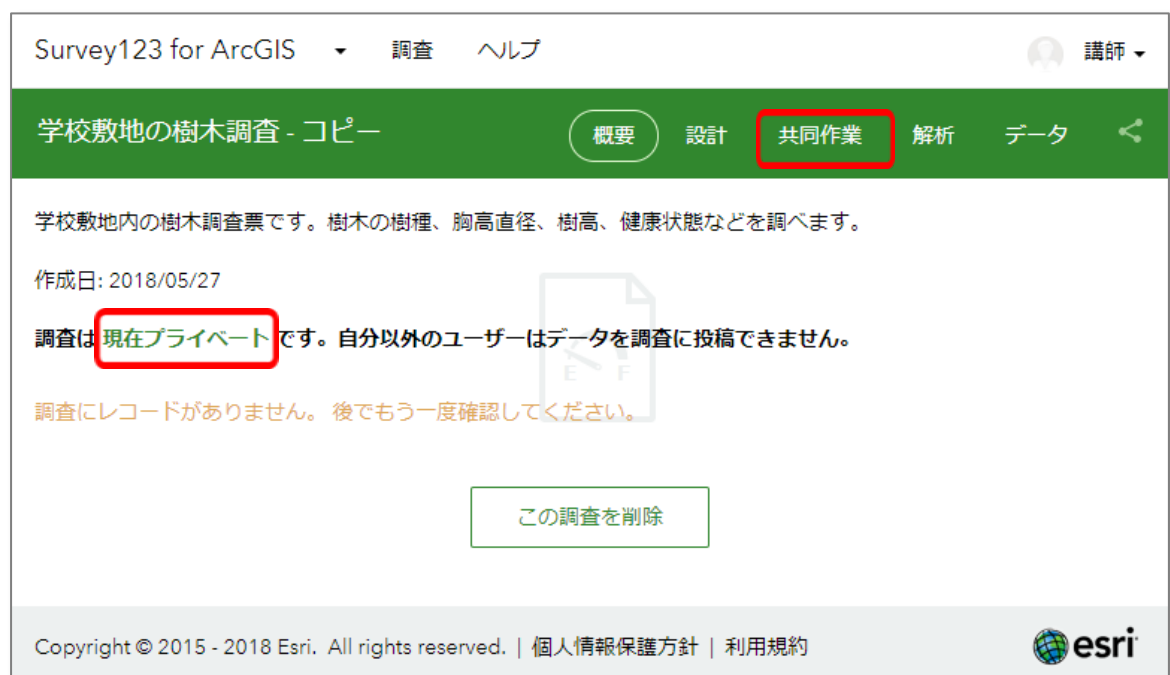 Survey123 for ArcGIS 調査 ヘルプ 講師
学校敷地の樹木調査 - コピー 概要 設計 共同作業 解析 データ
学校敷地内の樹木調査票です。樹木の樹種、胸高直径、樹高、健康状態などを調べます。
作成日: 2018/05/27
調査は 現在プライベート です。自分以外のユーザーはデータを調査に投稿できません。
E F
調査にレコードがありません。 後でもう一度確認してください。
この調査を削除
Copyright © 2015 - 2018 Esri. All rights reserved. | 個人情報保護方針 | 利用規約 esri